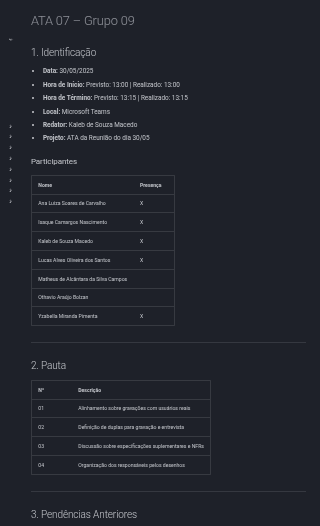 ATA 07 – Grupo 09
1. Identificação
• Data: 30/05/2025
• Hora de Início: Previsto: 13:00 | Realizado: 13:00
• Hora de Término: Previsto: 13:15 | Realizado: 13:15
• Local: Microsoft Teams
• Redator: Kaleb de Souza Macedo
• Projeto: ATA da Reunião do dia 30/05
Participantes
Nome Presença
Ana Luiza Soares de Carvalho X
Isaque Camargos Nascimento X
Kaleb de Souza Macedo X
Lucas Alves Oliveira dos Santos X
Matheus de Alcântara da Silva Campos
Othavio Araújo Bolzan
Yzabella Miranda Pimenta X
2. Pauta
Nº Descrição
01 Alinhamento sobre gravações com usuários reais
02 Definição de duplas para gravação e entrevista
03 Discussão sobre especificações suplementares e NFRs
04 Organização dos responsáveis pelos desenhos
3. Pendências Anteriores